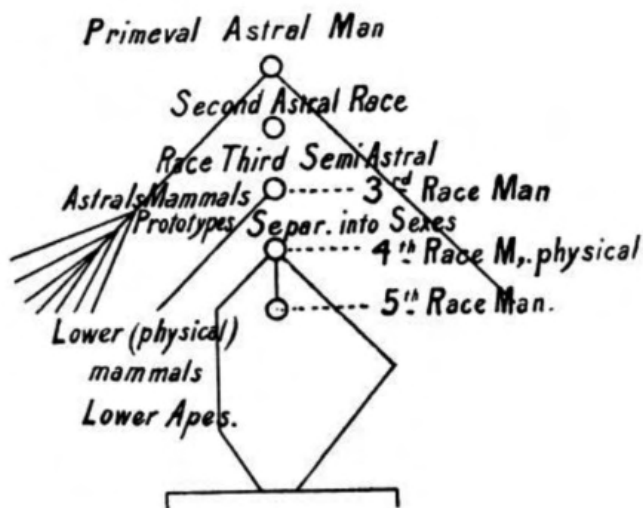 Primeval Astral Man
Second Astral Race
Race Third Semi Astral
Astrals Mammals
3rd Race Man
Prototypes
Separ. into Sexes
4th Race M,. physical
5th Race Man.
Lower (physical)
mammals
Lower Apes.